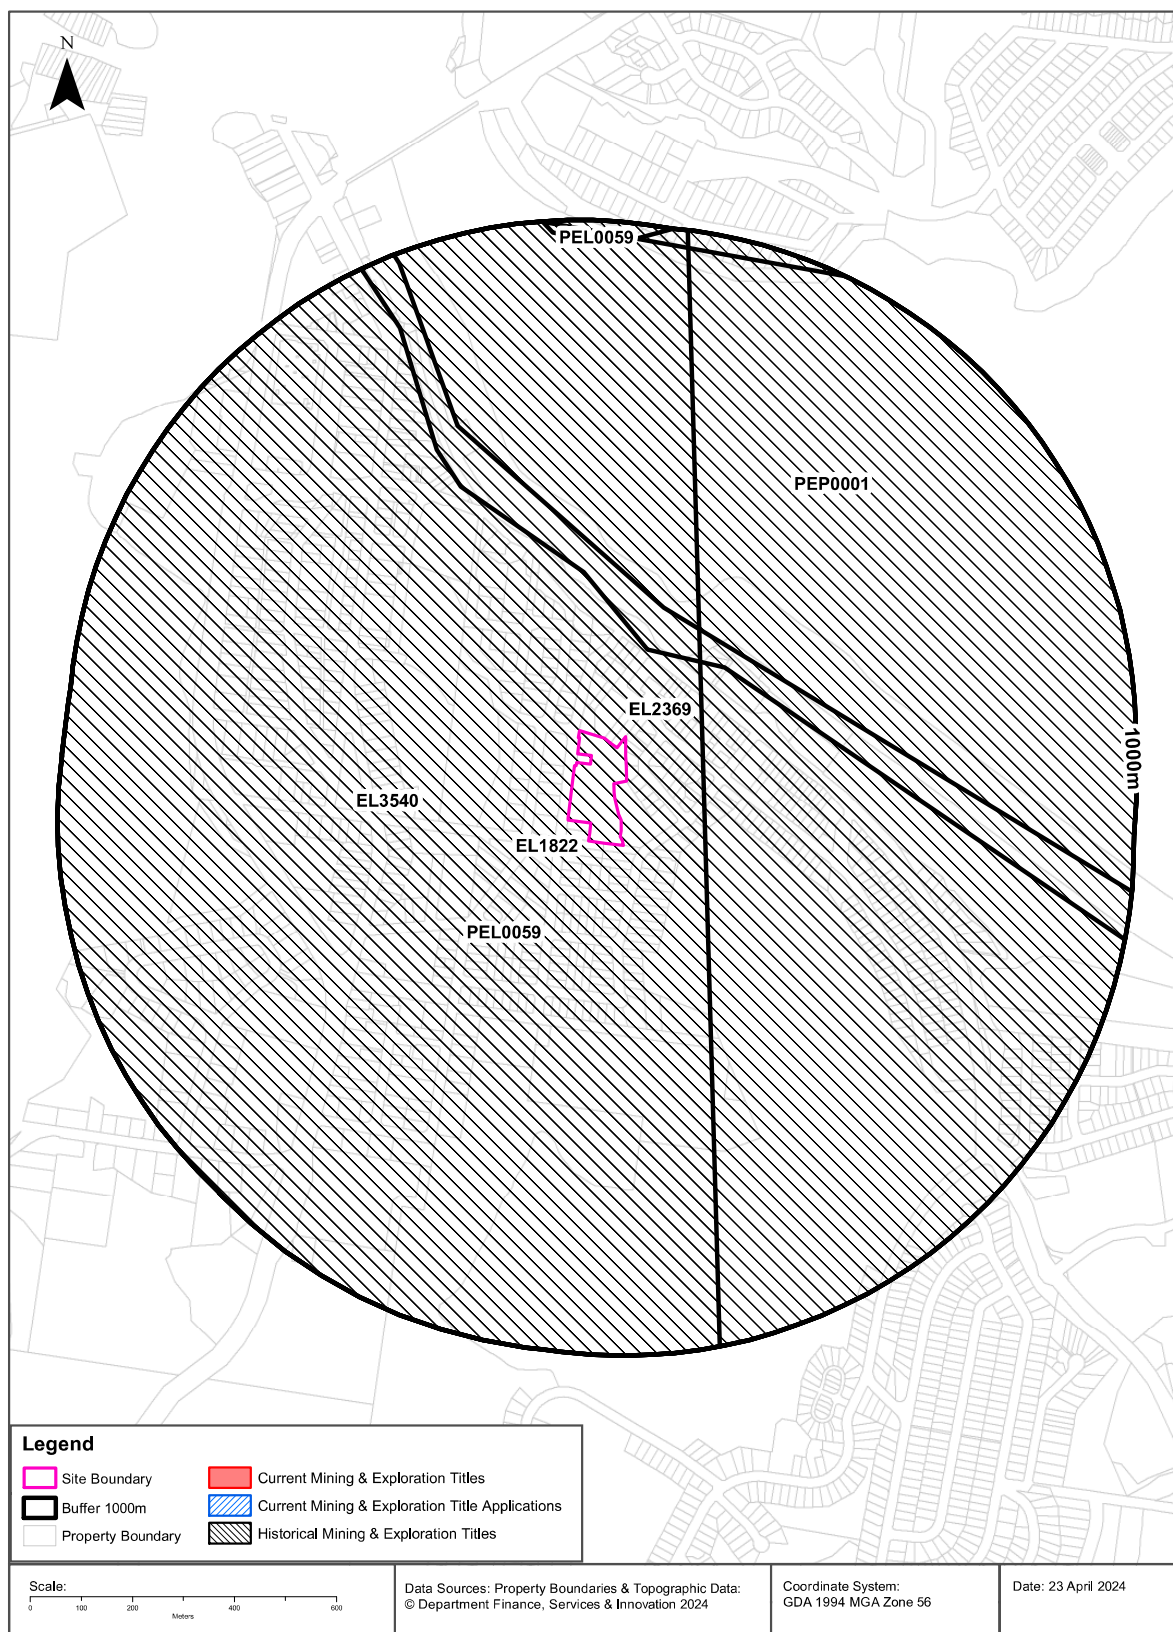 N
PEL0059
PEP0001
EL2369
1000m
EL3540
EL1822
PEL0059
Legend
Site Boundary
Buffer 1000m
Property Boundary
Current Mining & Exploration Titles
Current Mining & Exploration Title Applications
Historical Mining & Exploration Titles
Scale:
0 100 200 400 600
Meters
Data Sources: Property Boundaries & Topographic Data:
© Department Finance, Services & Innovation 2024
Coordinate System:
GDA 1994 MGA Zone 56
Date: 23 April 2024